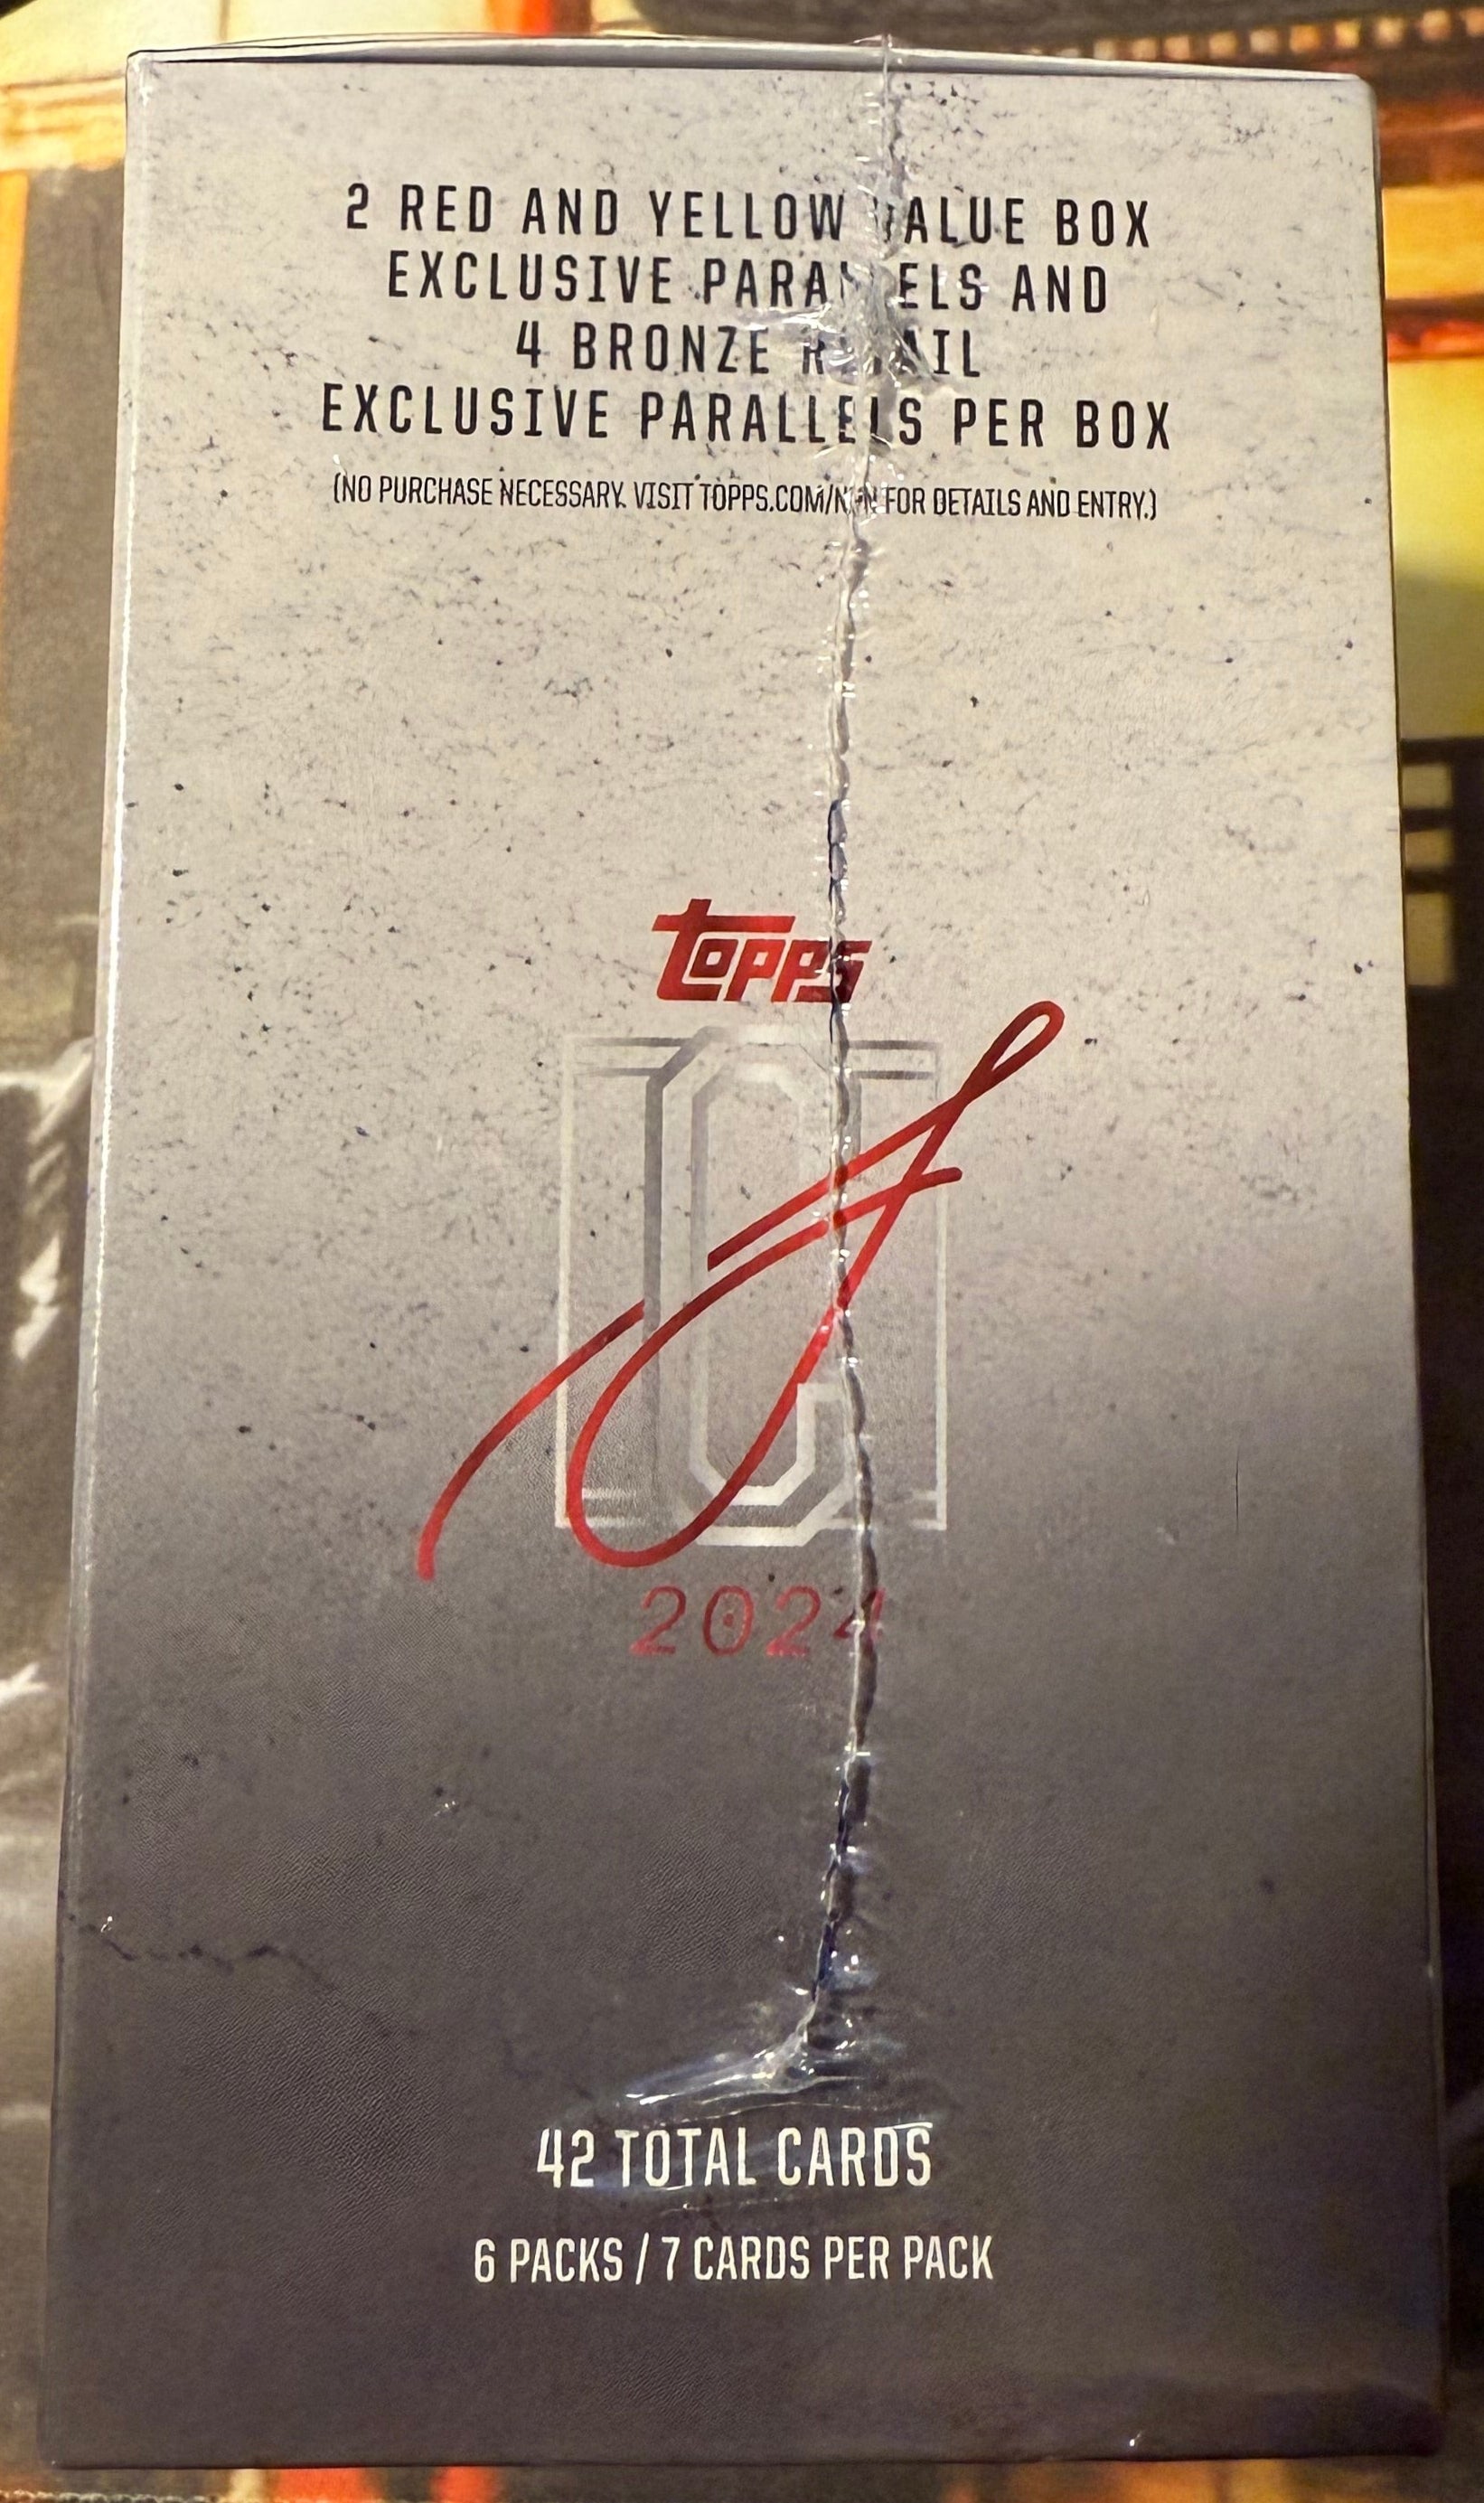 2 RED AND YELLOW VALUE BOX
EXCLUSIVE PARALLELS AND
4 BRONZE RETAIL
EXCLUSIVE PARALLELS PER BOX
(NO PURCHASE NECESSARY. VISIT TOPPS.COM/NPN FOR DETAILS AND ENTRY.)
topps
2024
42 TOTAL CARDS
6 PACKS / 7 CARDS PER PACK